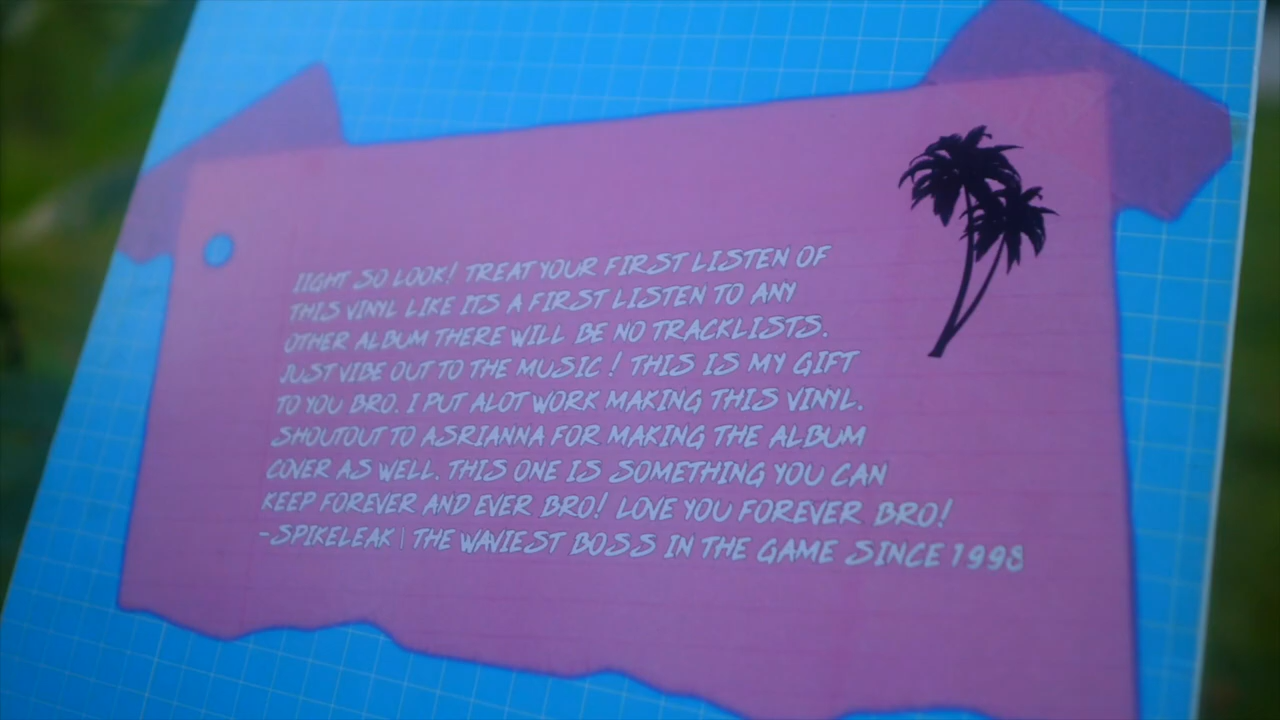 IIGHT SO LOOK! TREAT YOUR FIRST LISTEN OF
THIS VINYL LIKE ITS A FIRST LISTEN TO ANY
OTHER ALBUM THERE WILL BE NO TRACKLISTS.
JUST VIBE OUT TO THE MUSIC! THIS IS MY GIFT
TO YOU BRO. I PUT ALOT WORK MAKING THIS VINYL.
SHOUTOUT TO ASRIANNA FOR MAKING THE ALBUM
COVER AS WELL. THIS ONE IS SOMETHING YOU CAN
KEEP FOREVER AND EVER BRO! LOVE YOU FOREVER BRO!
-SPIKELEAK | THE WAVIEST BOSS IN THE GAME SINCE 1998